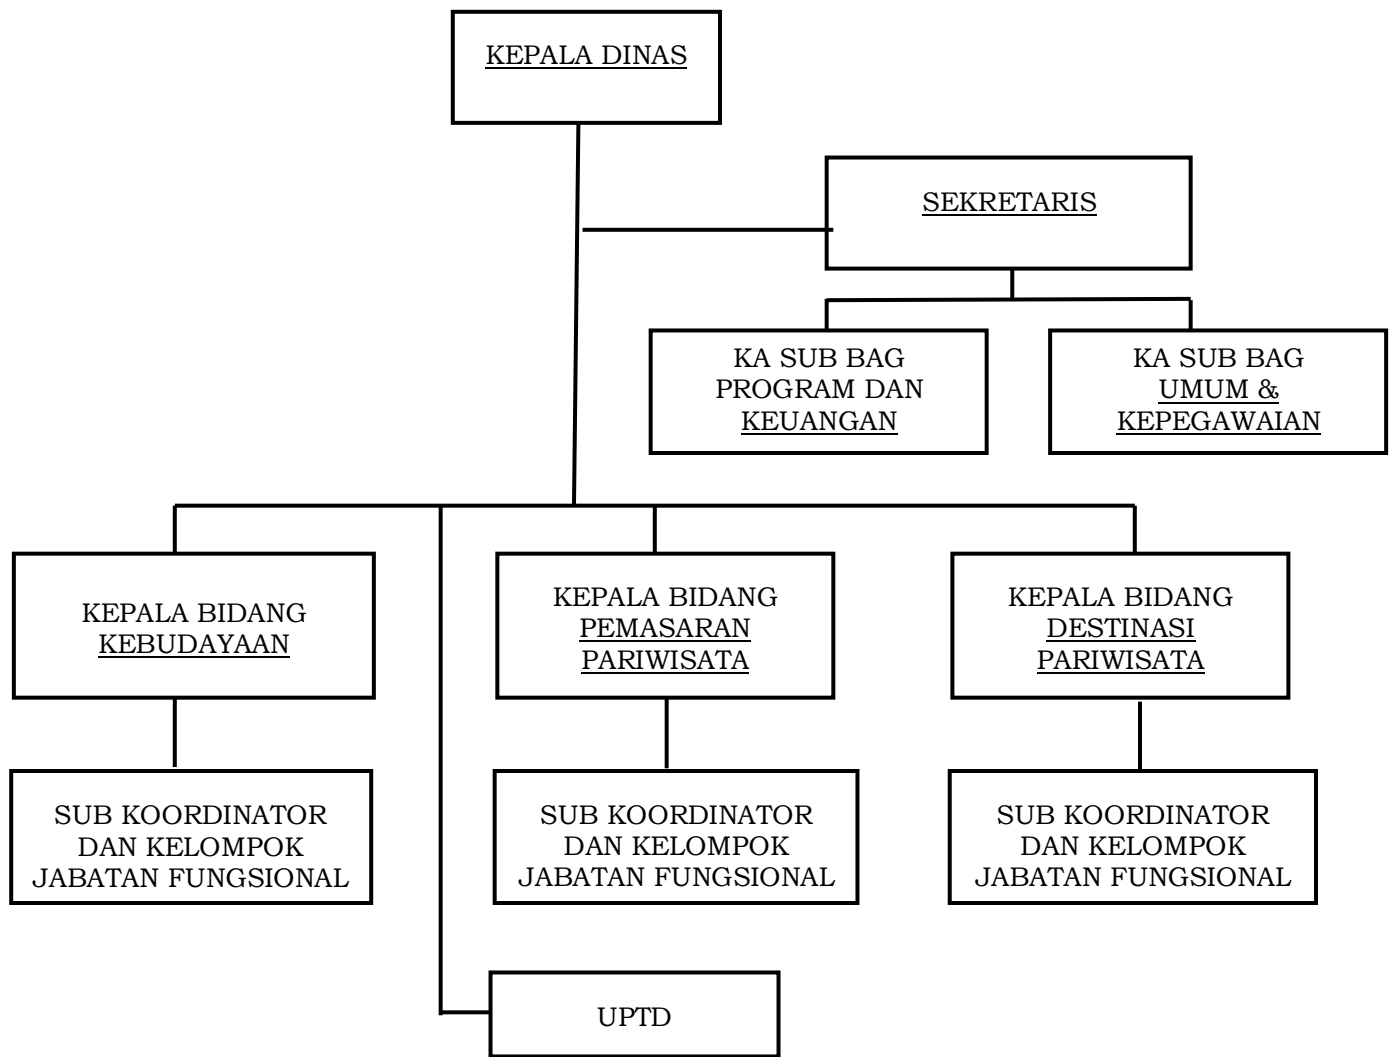 KEPALA DINAS
SEKRETARIS
KA SUB BAG
PROGRAM DAN
KEUANGAN
KA SUB BAG
UMUM &
KEPEGAWAIAN
KEPALA BIDANG
KEBUDAYAAN
KEPALA BIDANG
PEMASARAN
PARIWISATA
KEPALA BIDANG
DESTINASI
PARIWISATA
SUB KOORDINATOR
DAN KELOMPOK
JABATAN FUNGSIONAL
SUB KOORDINATOR
DAN KELOMPOK
JABATAN FUNGSIONAL
SUB KOORDINATOR
DAN KELOMPOK
JABATAN FUNGSIONAL
UPTD